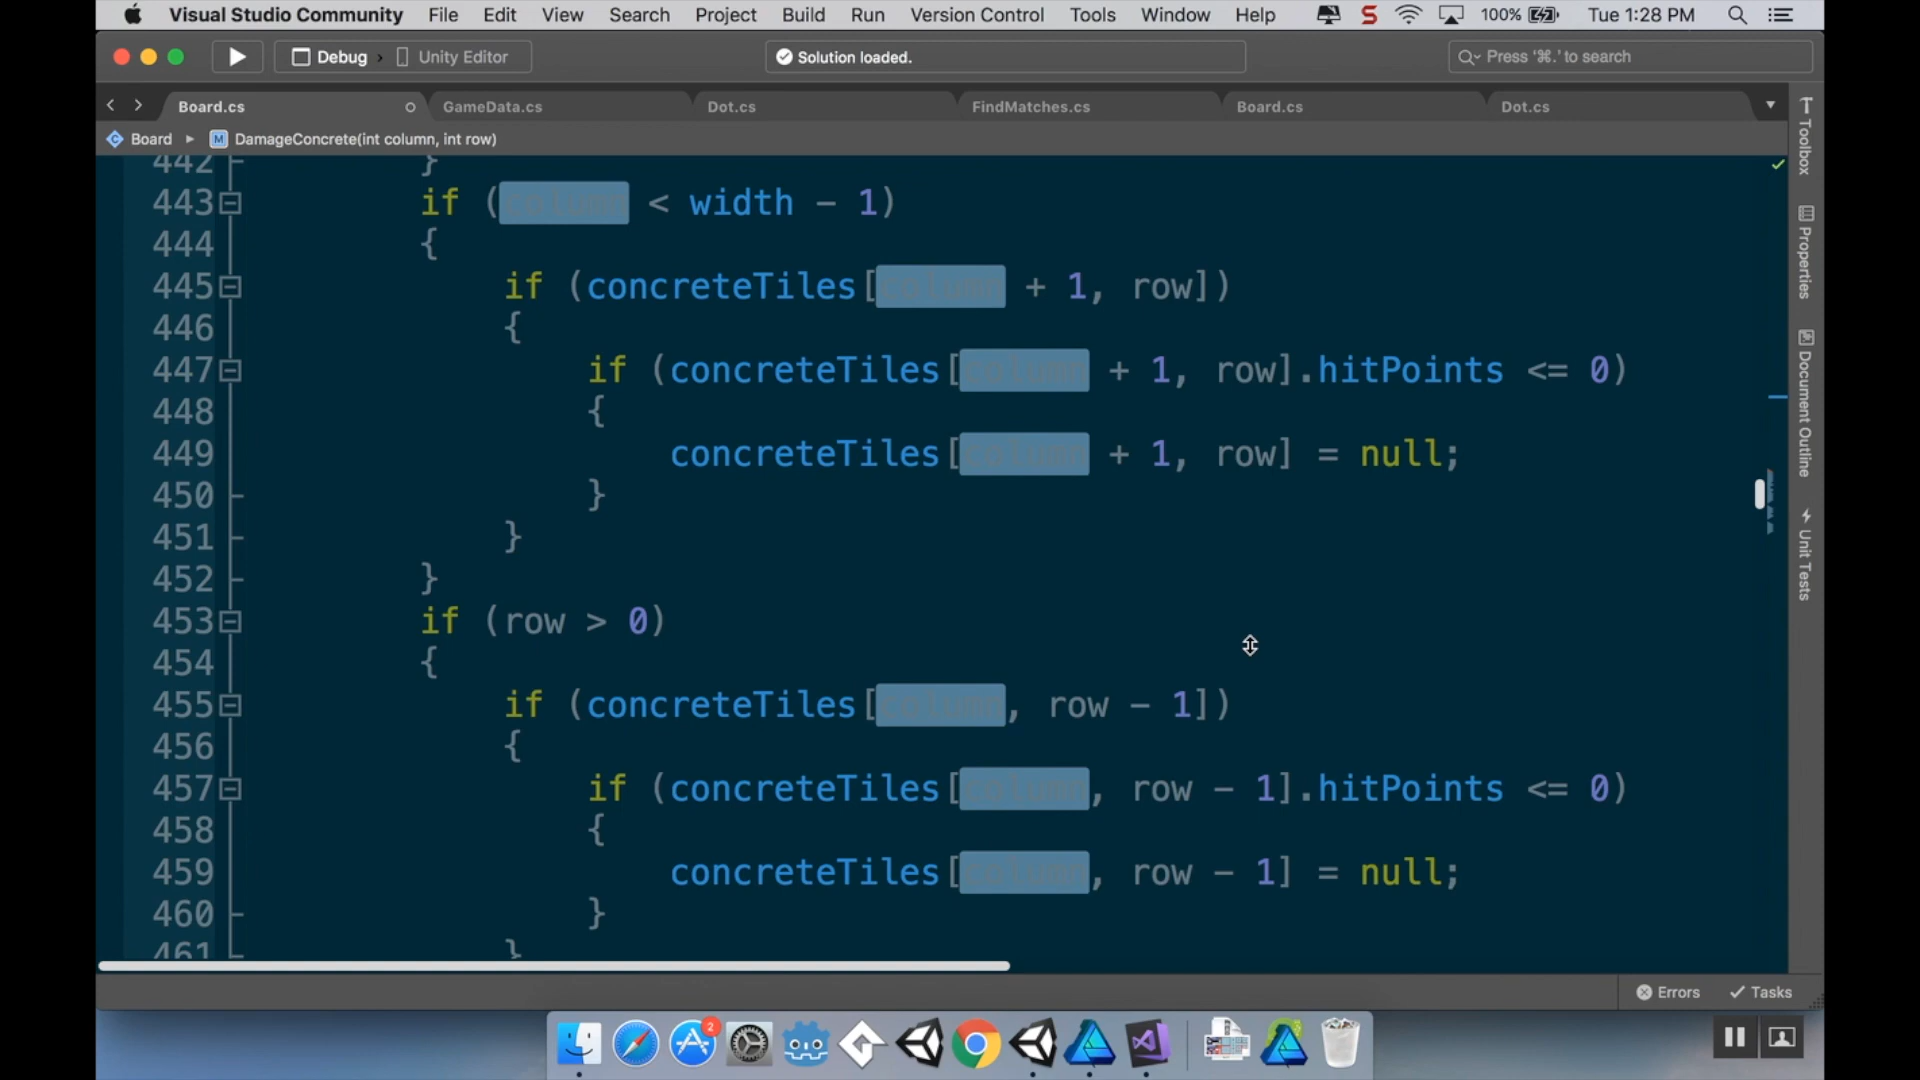 Visual Studio Community File Edit View Search Project Build Run Version Control Tools Window Help S 100% Tue 1:28 PM
Debug Unity Editor Solution loaded. Press '⌘.' to search
Board.cs GameData.cs Dot.cs FindMatches.cs Board.cs Dot.cs
Board M DamageConcrete(int column, int row)
442 }
443 if (column < width - 1)
444 {
445 if (concreteTiles[column + 1, row])
446 {
447 if (concreteTiles[column + 1, row].hitPoints <= 0)
448 {
449 concreteTiles[column + 1, row] = null;
450 }
451 }
452 }
453 if (row > 0)
454 {
455 if (concreteTiles[column, row - 1])
456 {
457 if (concreteTiles[column, row - 1].hitPoints <= 0)
458 {
459 concreteTiles[column, row - 1] = null;
460 }
461 }
Toolbox
Properties
Document Outline
Unit Tests
Errors Tasks
2